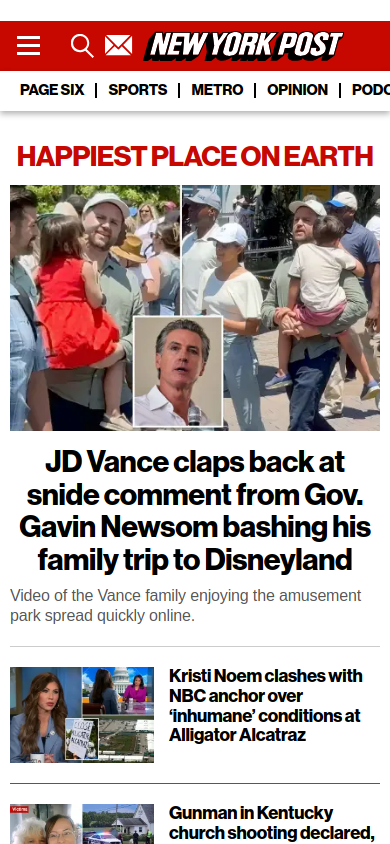 NEW YORK POST
PAGE SIX | SPORTS | METRO | OPINION | PODC
HAPPIEST PLACE ON EARTH
JD Vance claps back at
snide comment from Gov.
Gavin Newsom bashing his
family trip to Disneyland
Video of the Vance family enjoying the amusement
park spread quickly online.
Kristi Noem clashes with
NBC anchor over
‘inhumane’ conditions at
Alligator Alcatraz
Victims
Gunman in Kentucky
church shooting declared,